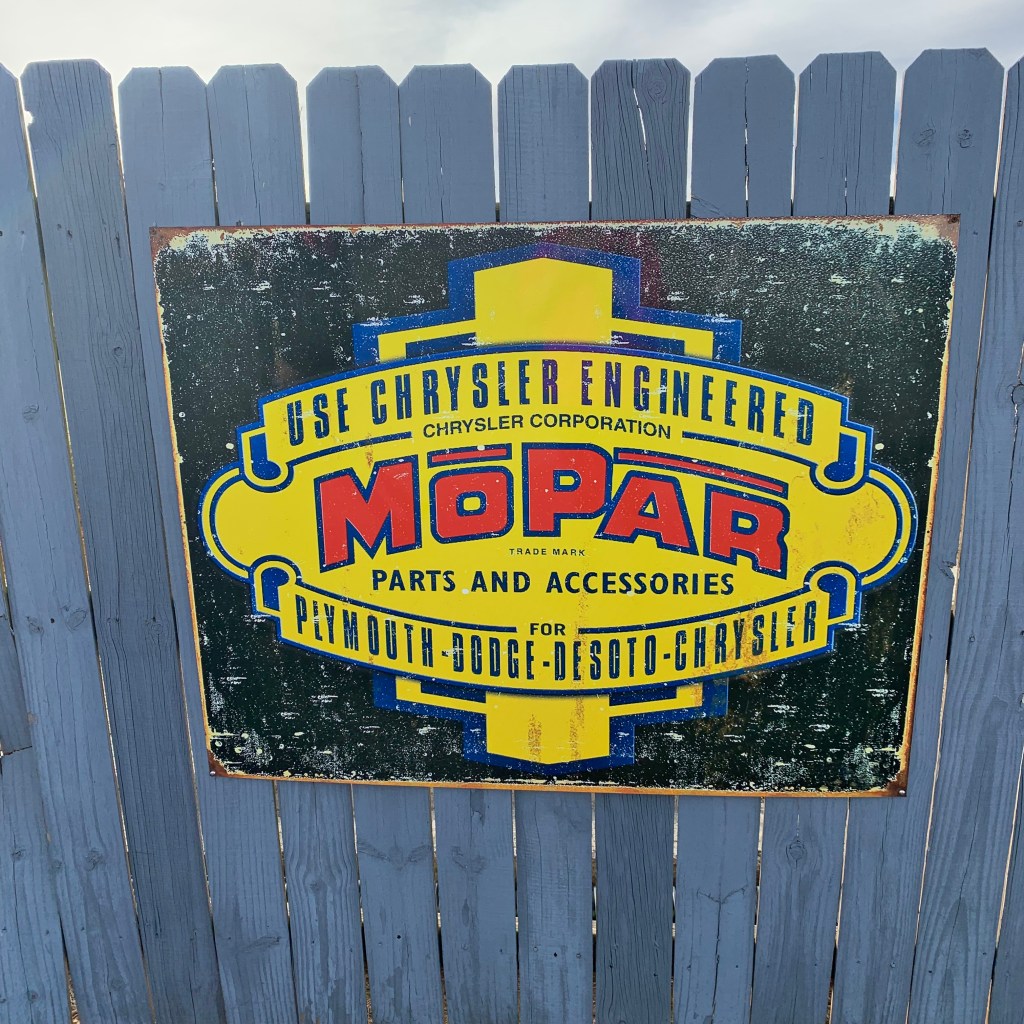 USE CHRYSLER ENGINEERED
CHRYSLER CORPORATION
MOPAR
TRADE MARK
PARTS AND ACCESSORIES
FOR
PLYMOUTH-DODGE-DESOTO-CHRYSLER